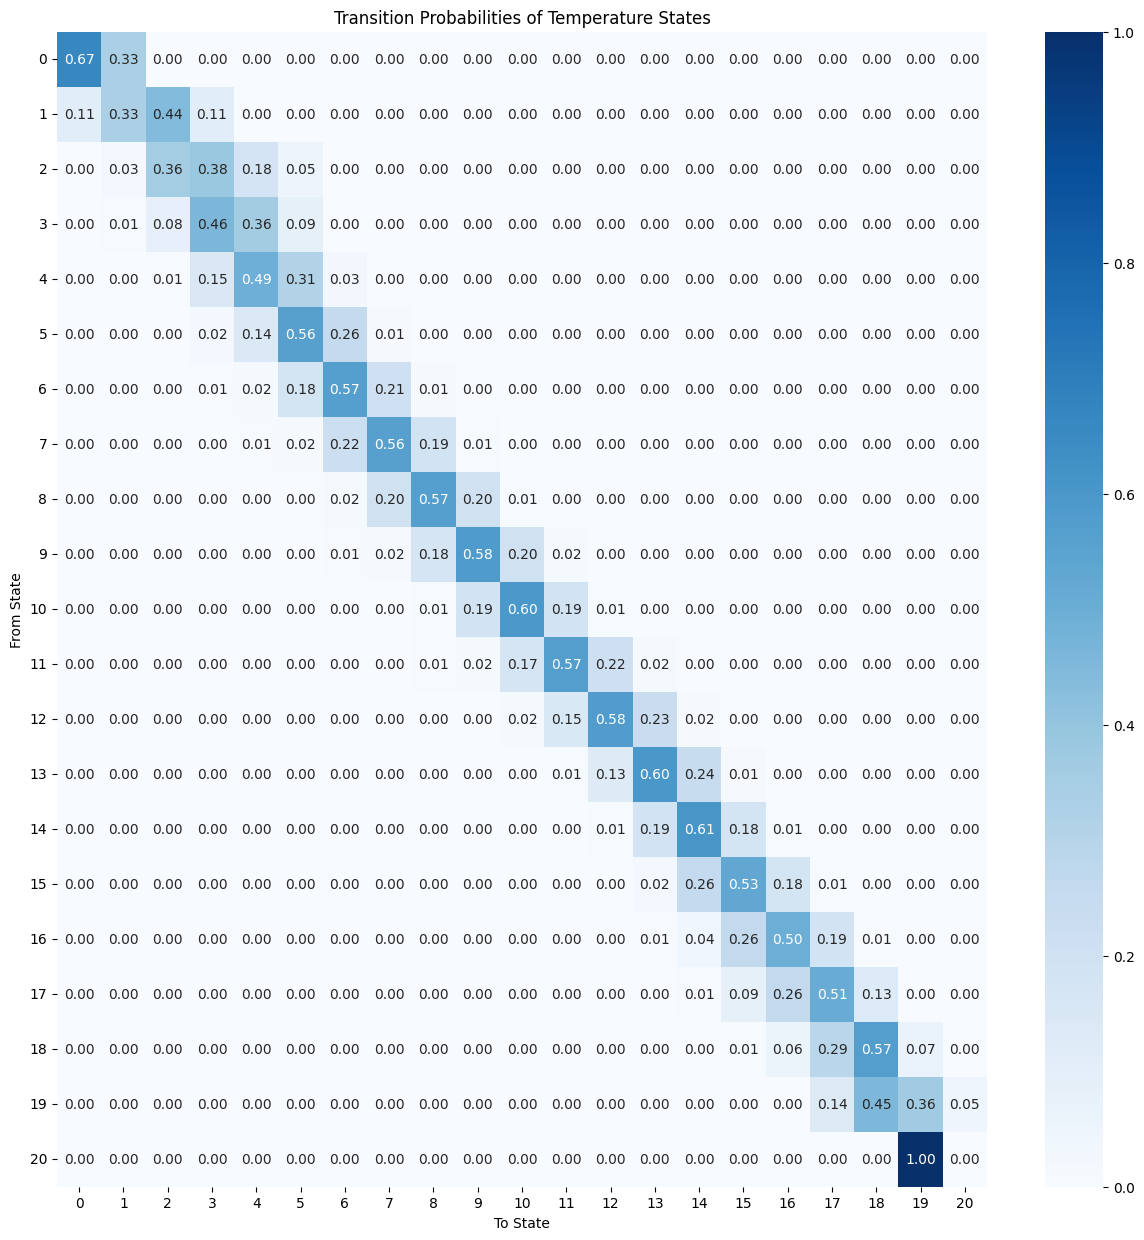 Transition Probabilities of Temperature States
0 0.67 0.33 0.00 0.00 0.00 0.00 0.00 0.00 0.00 0.00 0.00 0.00 0.00 0.00 0.00 0.00 0.00 0.00 0.00 0.00 0.00
1 0.11 0.33 0.44 0.11 0.00 0.00 0.00 0.00 0.00 0.00 0.00 0.00 0.00 0.00 0.00 0.00 0.00 0.00 0.00 0.00 0.00
2 0.00 0.03 0.36 0.38 0.18 0.05 0.00 0.00 0.00 0.00 0.00 0.00 0.00 0.00 0.00 0.00 0.00 0.00 0.00 0.00 0.00
3 0.00 0.01 0.08 0.46 0.36 0.09 0.00 0.00 0.00 0.00 0.00 0.00 0.00 0.00 0.00 0.00 0.00 0.00 0.00 0.00 0.00
4 0.00 0.00 0.01 0.15 0.49 0.31 0.03 0.00 0.00 0.00 0.00 0.00 0.00 0.00 0.00 0.00 0.00 0.00 0.00 0.00 0.00
5 0.00 0.00 0.00 0.02 0.14 0.56 0.26 0.01 0.00 0.00 0.00 0.00 0.00 0.00 0.00 0.00 0.00 0.00 0.00 0.00 0.00
6 0.00 0.00 0.00 0.01 0.02 0.18 0.57 0.21 0.01 0.00 0.00 0.00 0.00 0.00 0.00 0.00 0.00 0.00 0.00 0.00 0.00
7 0.00 0.00 0.00 0.00 0.01 0.02 0.22 0.56 0.19 0.01 0.00 0.00 0.00 0.00 0.00 0.00 0.00 0.00 0.00 0.00 0.00
8 0.00 0.00 0.00 0.00 0.00 0.00 0.02 0.20 0.57 0.20 0.01 0.00 0.00 0.00 0.00 0.00 0.00 0.00 0.00 0.00 0.00
9 0.00 0.00 0.00 0.00 0.00 0.00 0.01 0.02 0.18 0.58 0.20 0.02 0.00 0.00 0.00 0.00 0.00 0.00 0.00 0.00 0.00
10 0.00 0.00 0.00 0.00 0.00 0.00 0.00 0.00 0.01 0.19 0.60 0.19 0.01 0.00 0.00 0.00 0.00 0.00 0.00 0.00 0.00
11 0.00 0.00 0.00 0.00 0.00 0.00 0.00 0.00 0.01 0.02 0.17 0.57 0.22 0.02 0.00 0.00 0.00 0.00 0.00 0.00 0.00
12 0.00 0.00 0.00 0.00 0.00 0.00 0.00 0.00 0.00 0.00 0.02 0.15 0.58 0.23 0.02 0.00 0.00 0.00 0.00 0.00 0.00
13 0.00 0.00 0.00 0.00 0.00 0.00 0.00 0.00 0.00 0.00 0.00 0.01 0.13 0.60 0.24 0.01 0.00 0.00 0.00 0.00 0.00
14 0.00 0.00 0.00 0.00 0.00 0.00 0.00 0.00 0.00 0.00 0.00 0.00 0.01 0.19 0.61 0.18 0.01 0.00 0.00 0.00 0.00
15 0.00 0.00 0.00 0.00 0.00 0.00 0.00 0.00 0.00 0.00 0.00 0.00 0.00 0.02 0.26 0.53 0.18 0.01 0.00 0.00 0.00
16 0.00 0.00 0.00 0.00 0.00 0.00 0.00 0.00 0.00 0.00 0.00 0.00 0.00 0.01 0.04 0.26 0.50 0.19 0.01 0.00 0.00
17 0.00 0.00 0.00 0.00 0.00 0.00 0.00 0.00 0.00 0.00 0.00 0.00 0.00 0.00 0.01 0.09 0.26 0.51 0.13 0.00 0.00
18 0.00 0.00 0.00 0.00 0.00 0.00 0.00 0.00 0.00 0.00 0.00 0.00 0.00 0.00 0.00 0.01 0.06 0.29 0.57 0.07 0.00
19 0.00 0.00 0.00 0.00 0.00 0.00 0.00 0.00 0.00 0.00 0.00 0.00 0.00 0.00 0.00 0.00 0.00 0.14 0.45 0.36 0.05
20 0.00 0.00 0.00 0.00 0.00 0.00 0.00 0.00 0.00 0.00 0.00 0.00 0.00 0.00 0.00 0.00 0.00 0.00 0.00 1.00 0.00
0 1 2 3 4 5 6 7 8 9 10 11 12 13 14 15 16 17 18 19 20
To State
From State
1.0
0.8
0.6
0.4
0.2
0.0